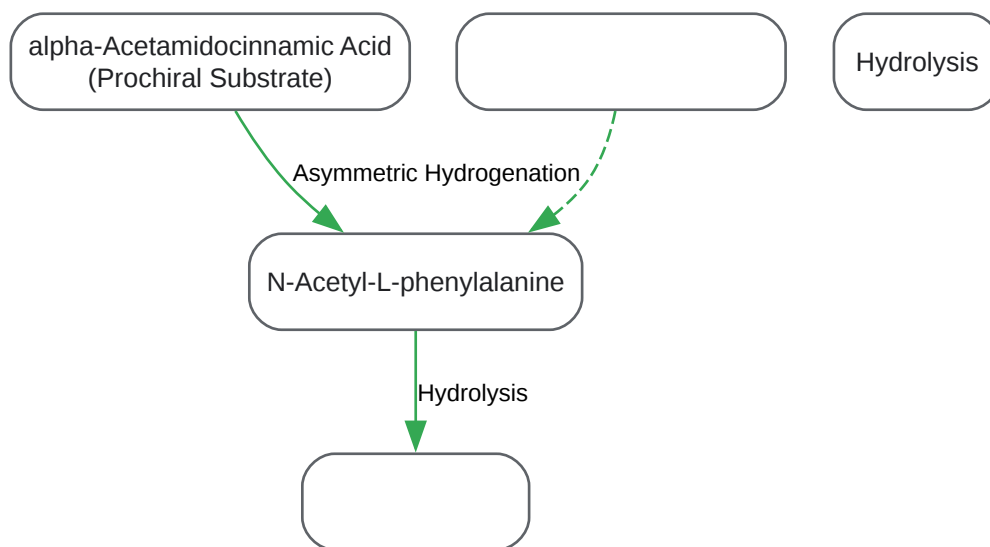 alpha-Acetamidocinnamic Acid
(Prochiral Substrate)
Hydrolysis
Asymmetric Hydrogenation
N-Acetyl-L-phenylalanine
Hydrolysis